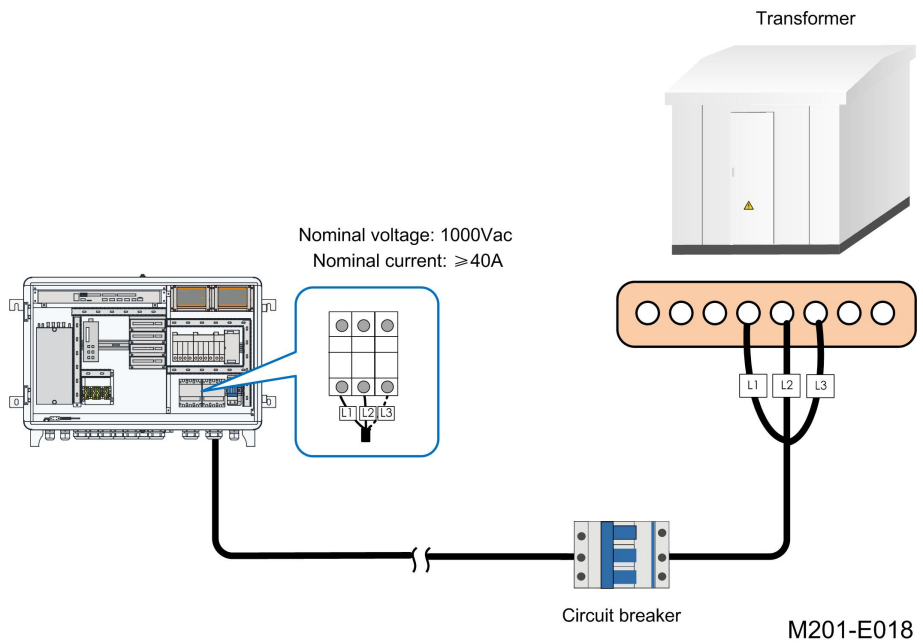 Transformer
Nominal voltage: 1000Vac
Nominal current: ≥40A
L1 L2 L3
L1 L2 L3
Circuit breaker
M201-E018